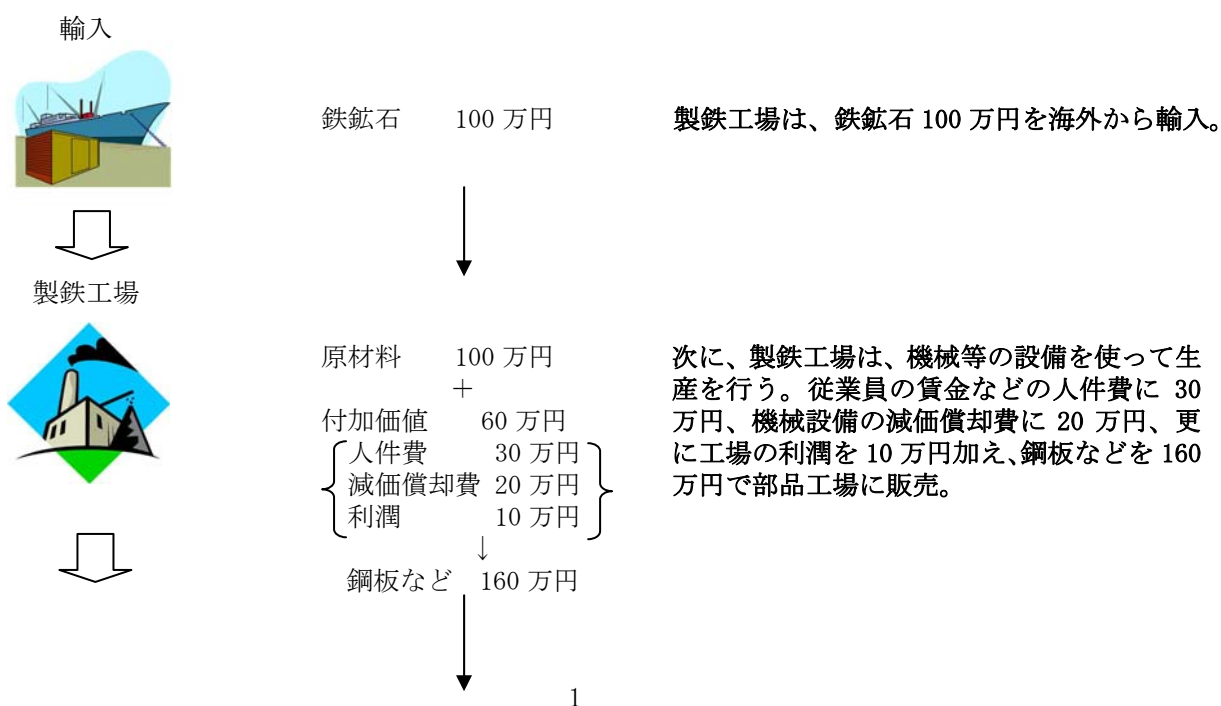 輸入
鉄鉱石 100 万円
製鉄工場は、鉄鉱石 100 万円を海外から輸入。
製鉄工場
原材料 100 万円
+
付加価値 60 万円
人件費 30 万円
減価償却費 20 万円
利潤 10 万円
↓
鋼板など 160 万円
次に、製鉄工場は、機械等の設備を使って生
産を行う。従業員の賃金などの人件費に 30
万円、機械設備の減価償却費に 20 万円、更
に工場の利潤を 10 万円加え、鋼板などを 160
万円で部品工場に販売。
1